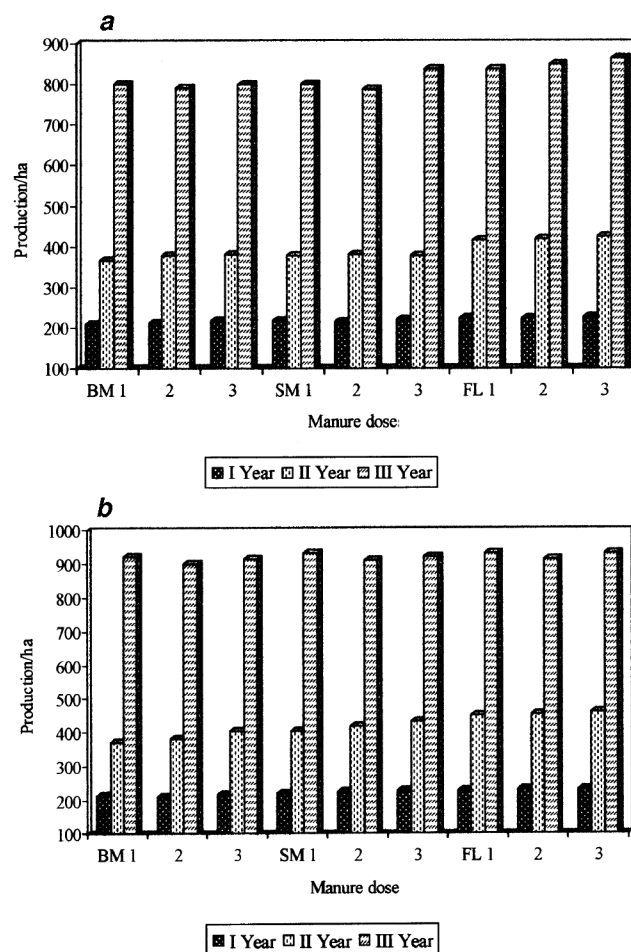 a
900
800
700
600
500
400
300
200
100
Production/ha
BM 1 2 3 SM 1 2 3 FL 1 2 3
Manure dose
I Year II Year III Year
b
1000
900
800
700
600
500
400
300
200
100
Production/ha
BM 1 2 3 SM 1 2 3 FL 1 2 3
Manure dose
I Year II Year III Year